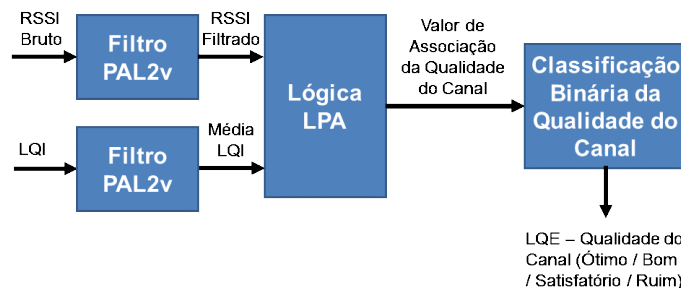 RSSI
Bruto
Filtro
PAL2v
RSSI
Filtrado
LQI
Filtro
PAL2v
Média
LQI
Lógica
LPA
Valor de
Associação
da Qualidade
do Canal
Classificação
Binária da
Qualidade do
Canal
LQE – Qualidade do
Canal (Ótimo / Bom
/ Satisfatório / Ruim)